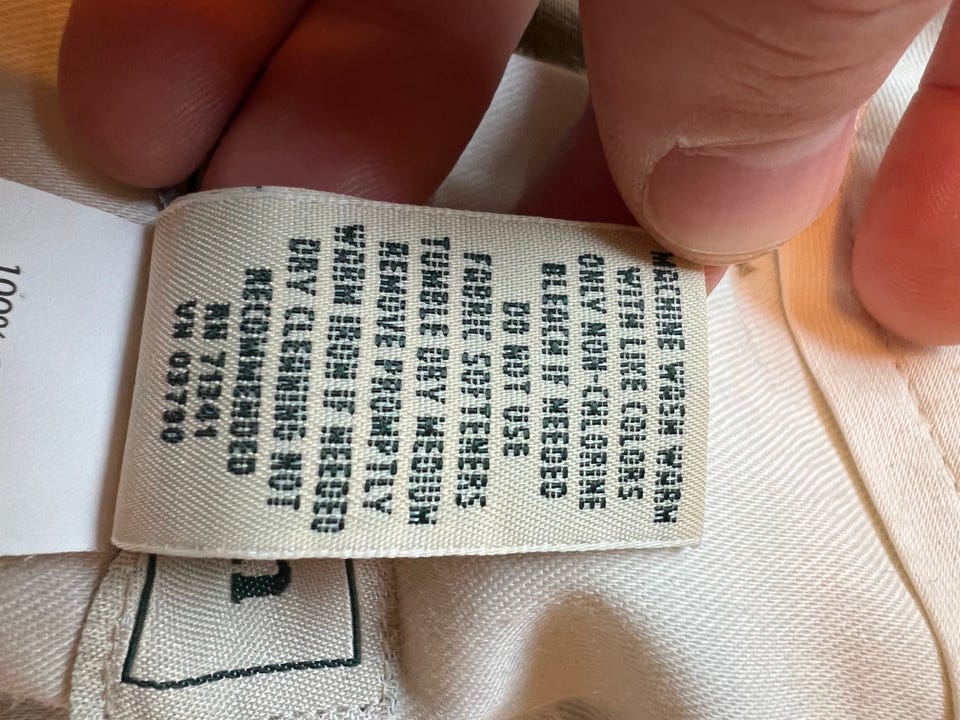 MACHINE WASH WARM
WITH LIKE COLORS
ONLY NON-CHLORINE
BLEACH IF NEEDED
DO NOT USE
FABRIC SOFTENERS
TUMBLE DRY MEDIUM
REMOVE PROMPTLY
WARM IRON IF NEEDED
DRY CLEANING NOT
RECOMMENDED
RN 71341
VN 03790
100%